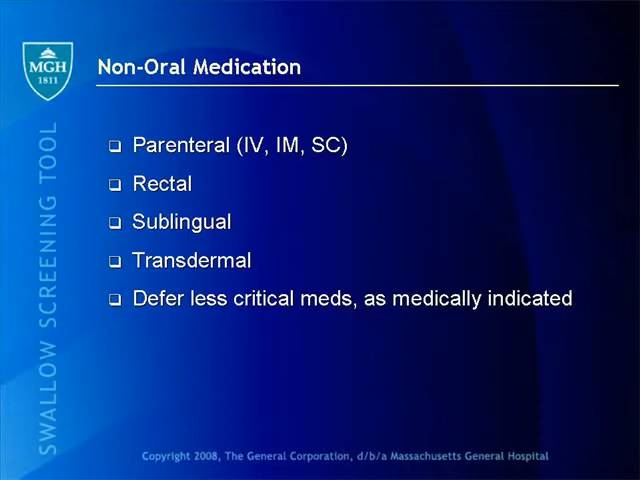 MGH
1811
Non-Oral Medication
SWALLOW SCREENING TOOL
❑ Parenteral (IV, IM, SC)
❑ Rectal
❑ Sublingual
❑ Transdermal
❑ Defer less critical meds, as medically indicated
Copyright 2008, The General Corporation, d/b/a Massachusetts General Hospital